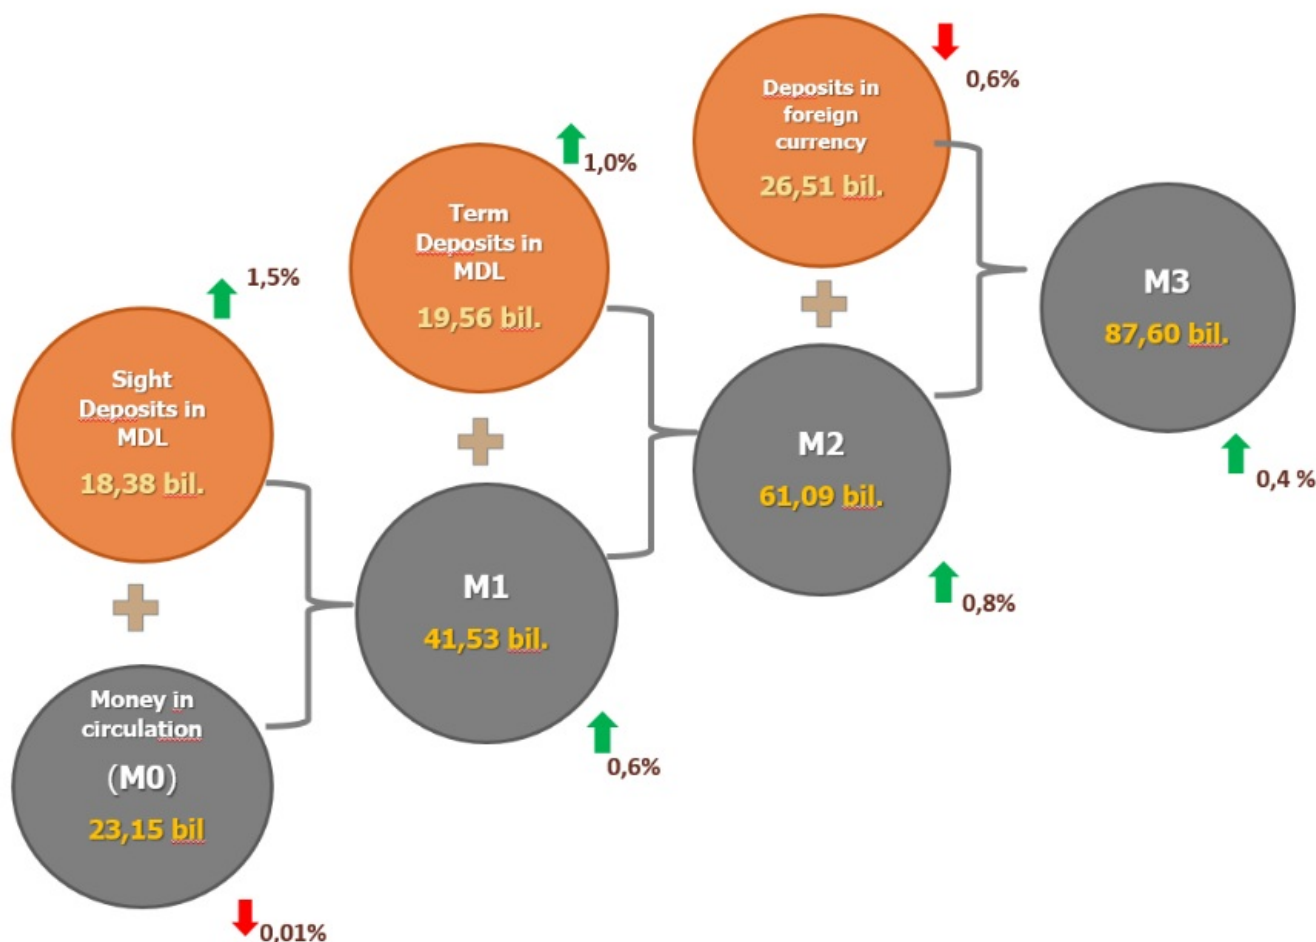 Sight
Deposits in
MDL
18,38 bil.
1,5%
Money in
circulation
(M0)
23,15 bil
0,01%
Term
Deposits in
MDL
19,56 bil.
1,0%
M1
41,53 bil.
0,6%
Deposits in
foreign
currency
26,51 bil.
0,6%
M2
61,09 bil.
0,8%
M3
87,60 bil.
0,4 %